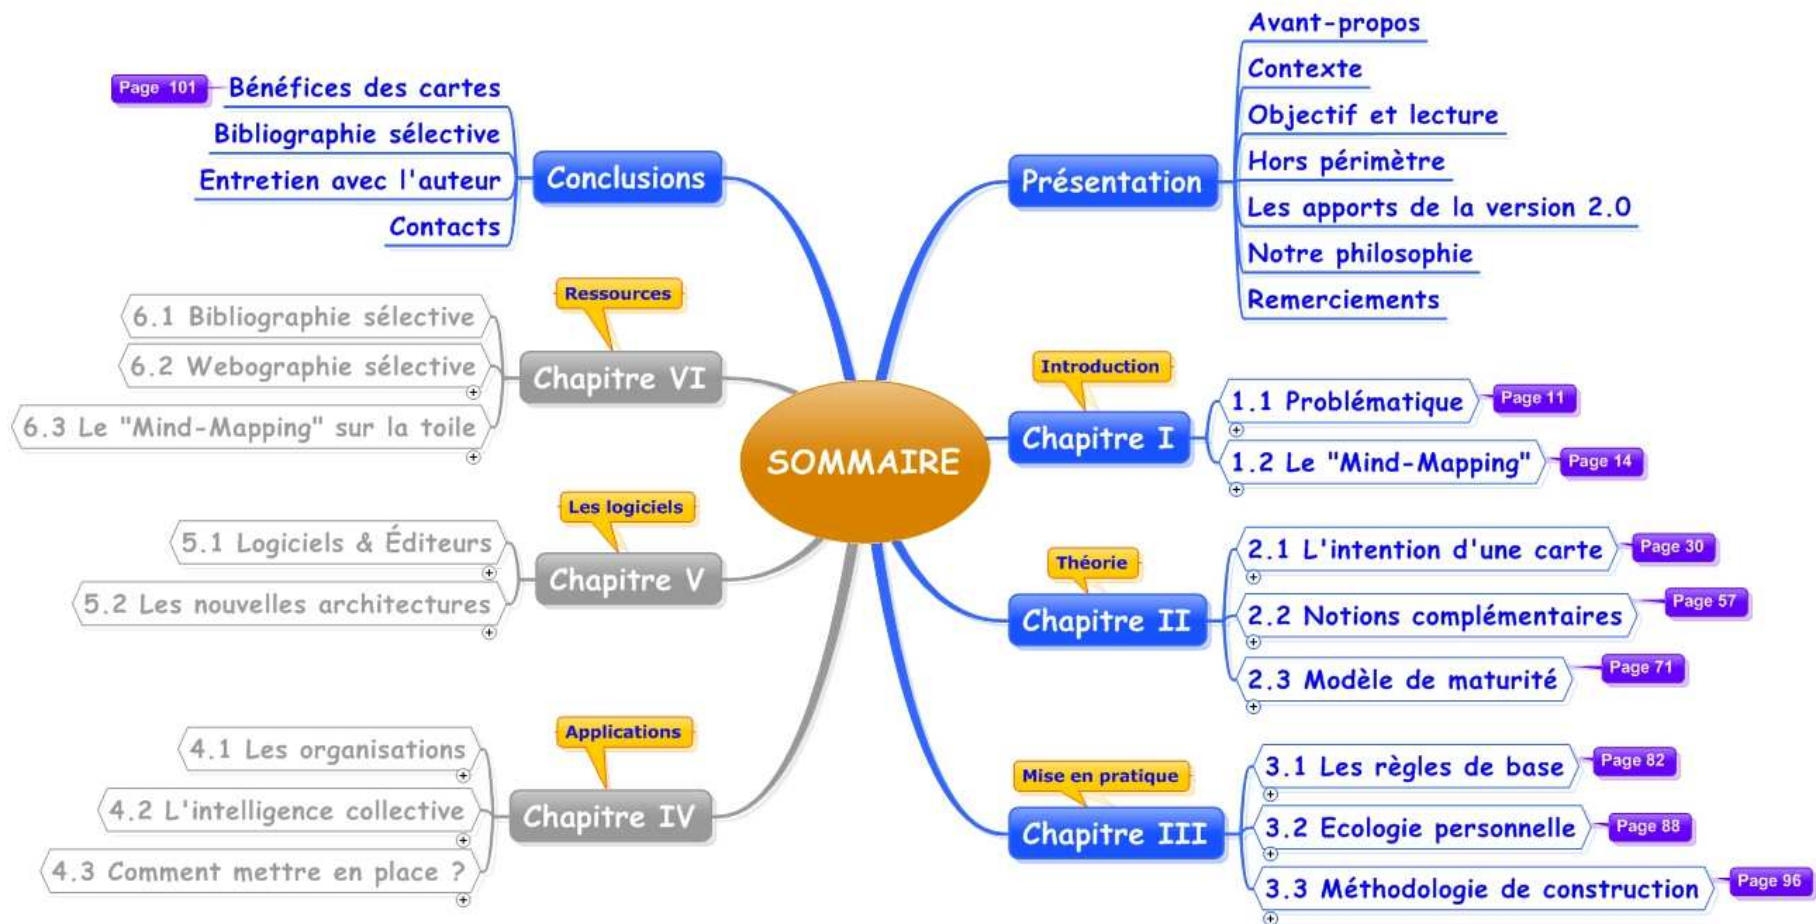 SOMMAIRE
Présentation
Avant-propos
Contexte
Objectif et lecture
Hors périmètre
Les apports de la version 2.0
Notre philosophie
Remerciements
Introduction
Chapitre I
1.1 Problématique
Page 11
1.2 Le "Mind-Mapping"
Page 14
Théorie
Chapitre II
2.1 L'intention d'une carte
Page 30
2.2 Notions complémentaires
Page 57
2.3 Modèle de maturité
Page 71
Mise en pratique
Chapitre III
3.1 Les règles de base
Page 82
3.2 Ecologie personnelle
Page 88
3.3 Méthodologie de construction
Page 96
Applications
Chapitre IV
4.1 Les organisations
4.2 L'intelligence collective
4.3 Comment mettre en place ?
Les logiciels
Chapitre V
5.1 Logiciels & Éditeurs
5.2 Les nouvelles architectures
Ressources
Chapitre VI
6.1 Bibliographie sélective
6.2 Webographie sélective
6.3 Le "Mind-Mapping" sur la toile
Conclusions
Page 101
Bénéfices des cartes
Bibliographie sélective
Entretien avec l'auteur
Contacts